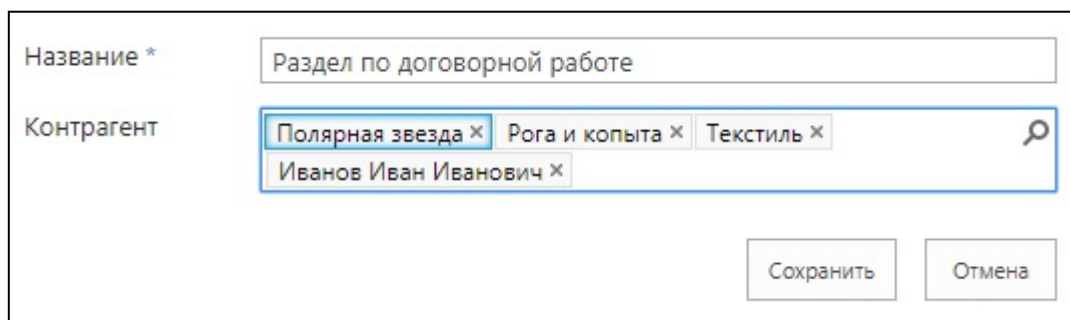 Название * Раздел по договорной работе
Контрагент Полярная звезда × Рога и копыта × Текстиль ×
Иванов Иван Иванович ×
Сохранить Отмена